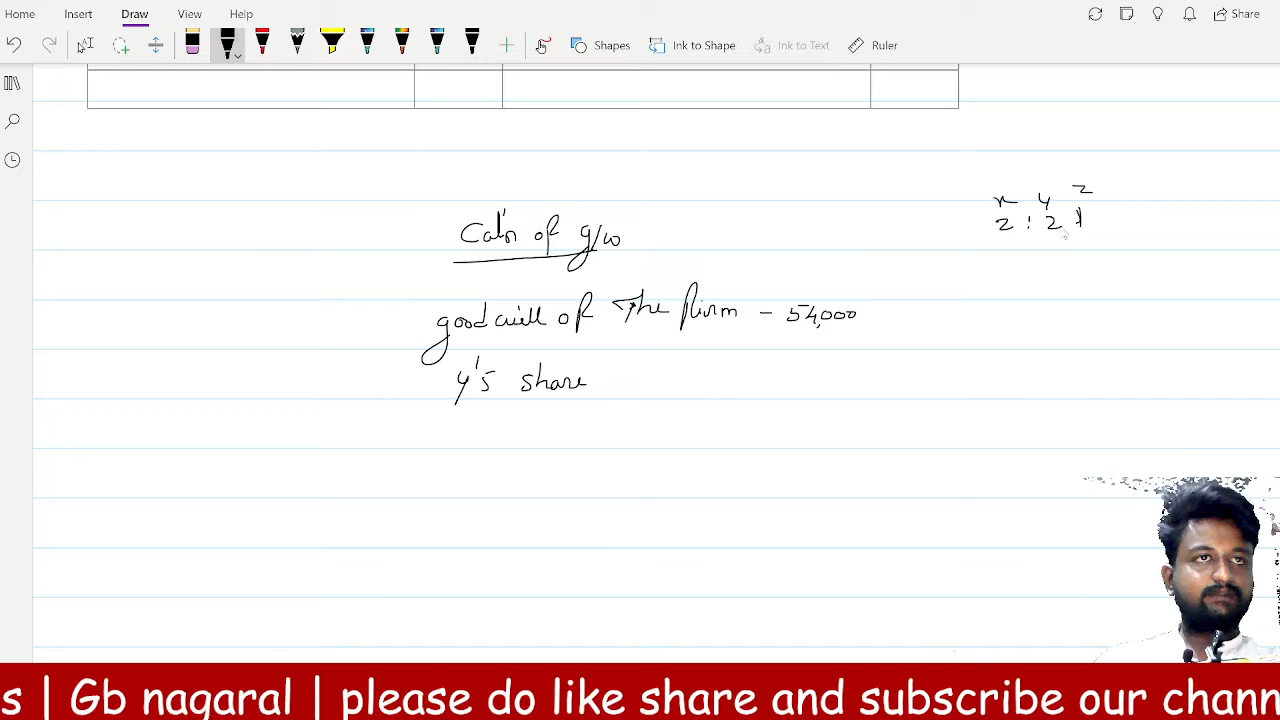 Home Insert Draw View Help Share
Shapes Ink to Shape Ink to Text Ruler
x y z
2 : 2 1
Cal'n of g/w
goodwill of The firm - 54,000
y's share
s | Gb nagaral | please do like share and subscribe our chann